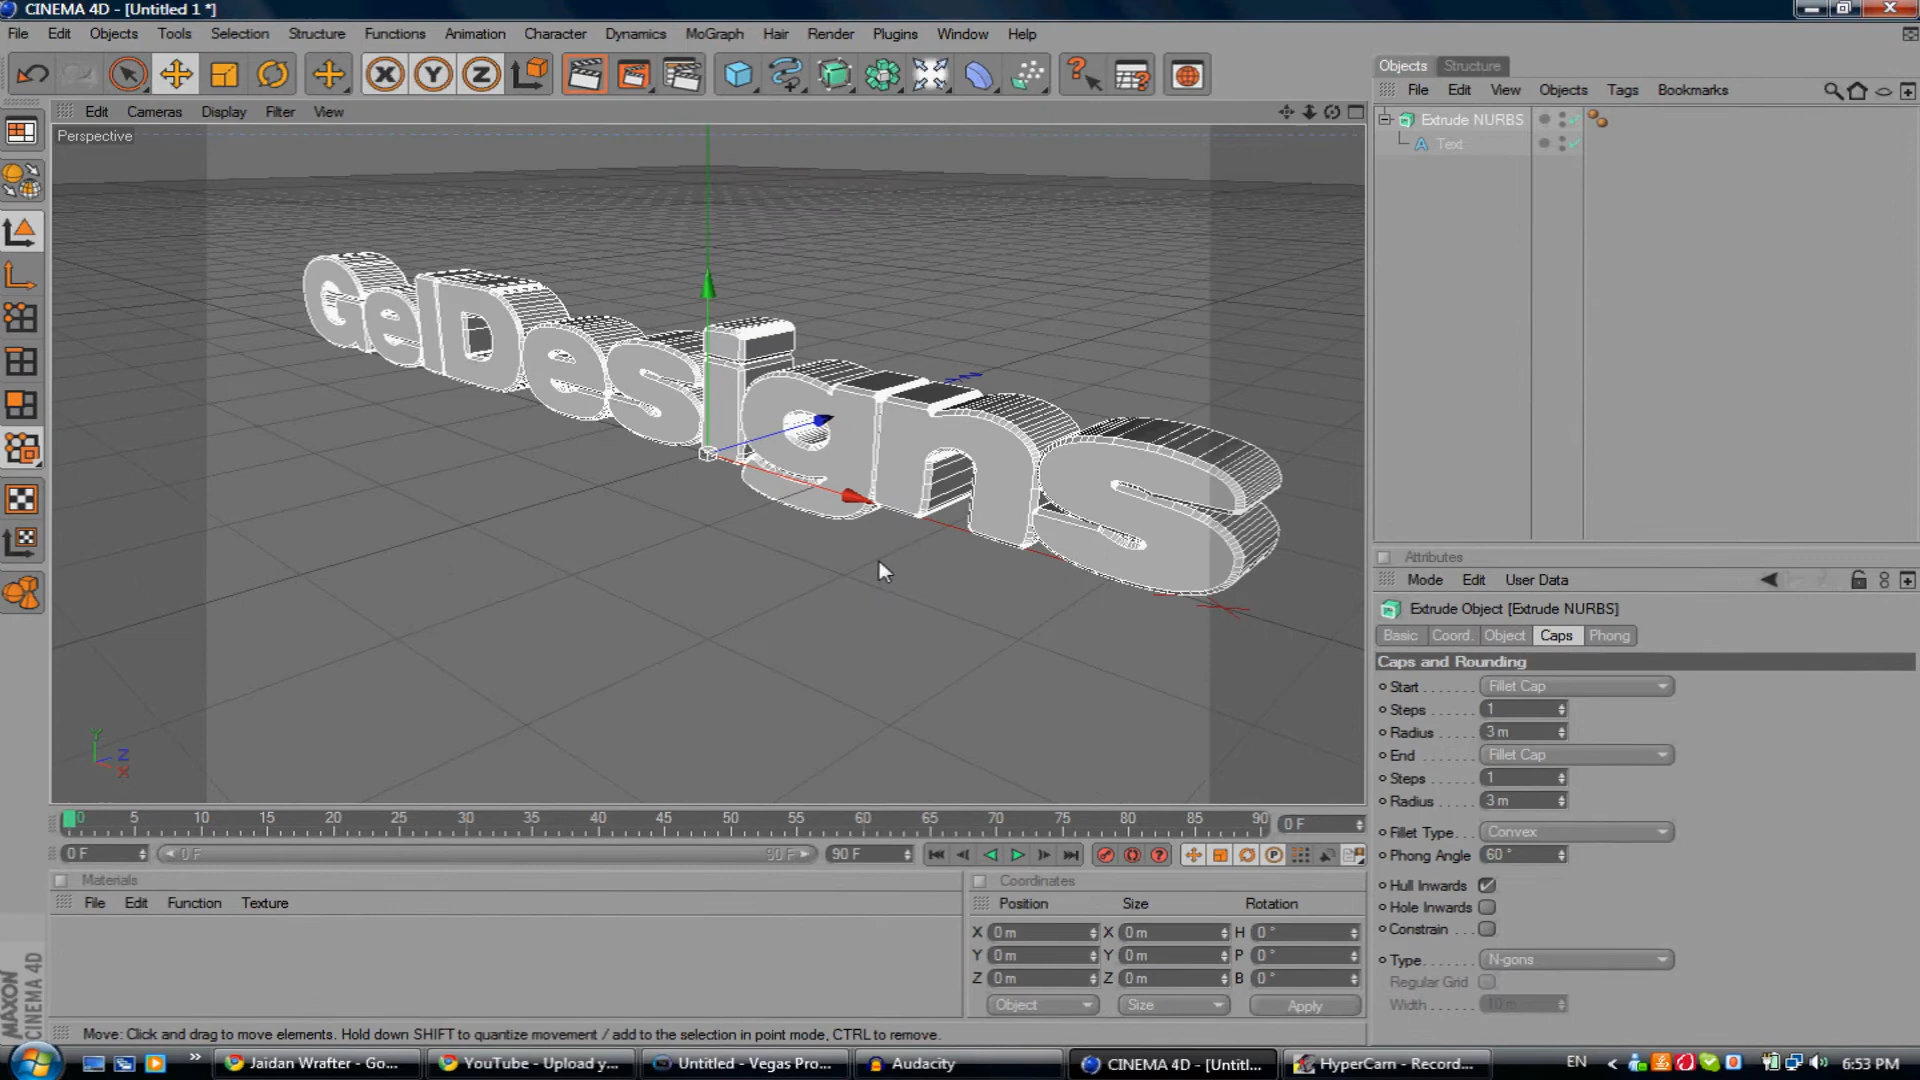 CINEMA 4D - [Untitled 1 *]
File Edit Objects Tools Selection Structure Functions Animation Character Dynamics MoGraph Hair Render Plugins Window Help
X Y Z
Objects Structure
File Edit View Objects Tags Bookmarks
Extrude NURBS
Text
Edit Cameras Display Filter View
Perspective
GelDesigns
Y
Z
X
Attributes
Mode Edit User Data
Extrude Object [Extrude NURBS]
Basic Coord. Object Caps Phong
Caps and Rounding
Start Fillet Cap
Steps 1
Radius 3 m
End Fillet Cap
Steps 1
Radius 3 m
Fillet Type Convex
Phong Angle 60 °
Hull Inwards
Hole Inwards
Constrain
Type N-gons
Regular Grid
Width 10 m
0 5 10 15 20 25 30 35 40 45 50 55 60 65 70 75 80 85 90 0 F
0 F 0 F 90 F 90 F
Materials
File Edit Function Texture
Coordinates
Position Size Rotation
X 0 m X 0 m H 0 °
Y 0 m Y 0 m P 0 °
Z 0 m Z 0 m B 0 °
Object Size Apply
MAXON CINEMA 4D
Move: Click and drag to move elements. Hold down SHIFT to quantize movement / add to the selection in point mode, CTRL to remove.
Jaidan Wrafter - Go... YouTube - Upload y... Untitled - Vegas Pro... Audacity CINEMA 4D - [Untitl... HyperCam - Record... EN 6:53 PM